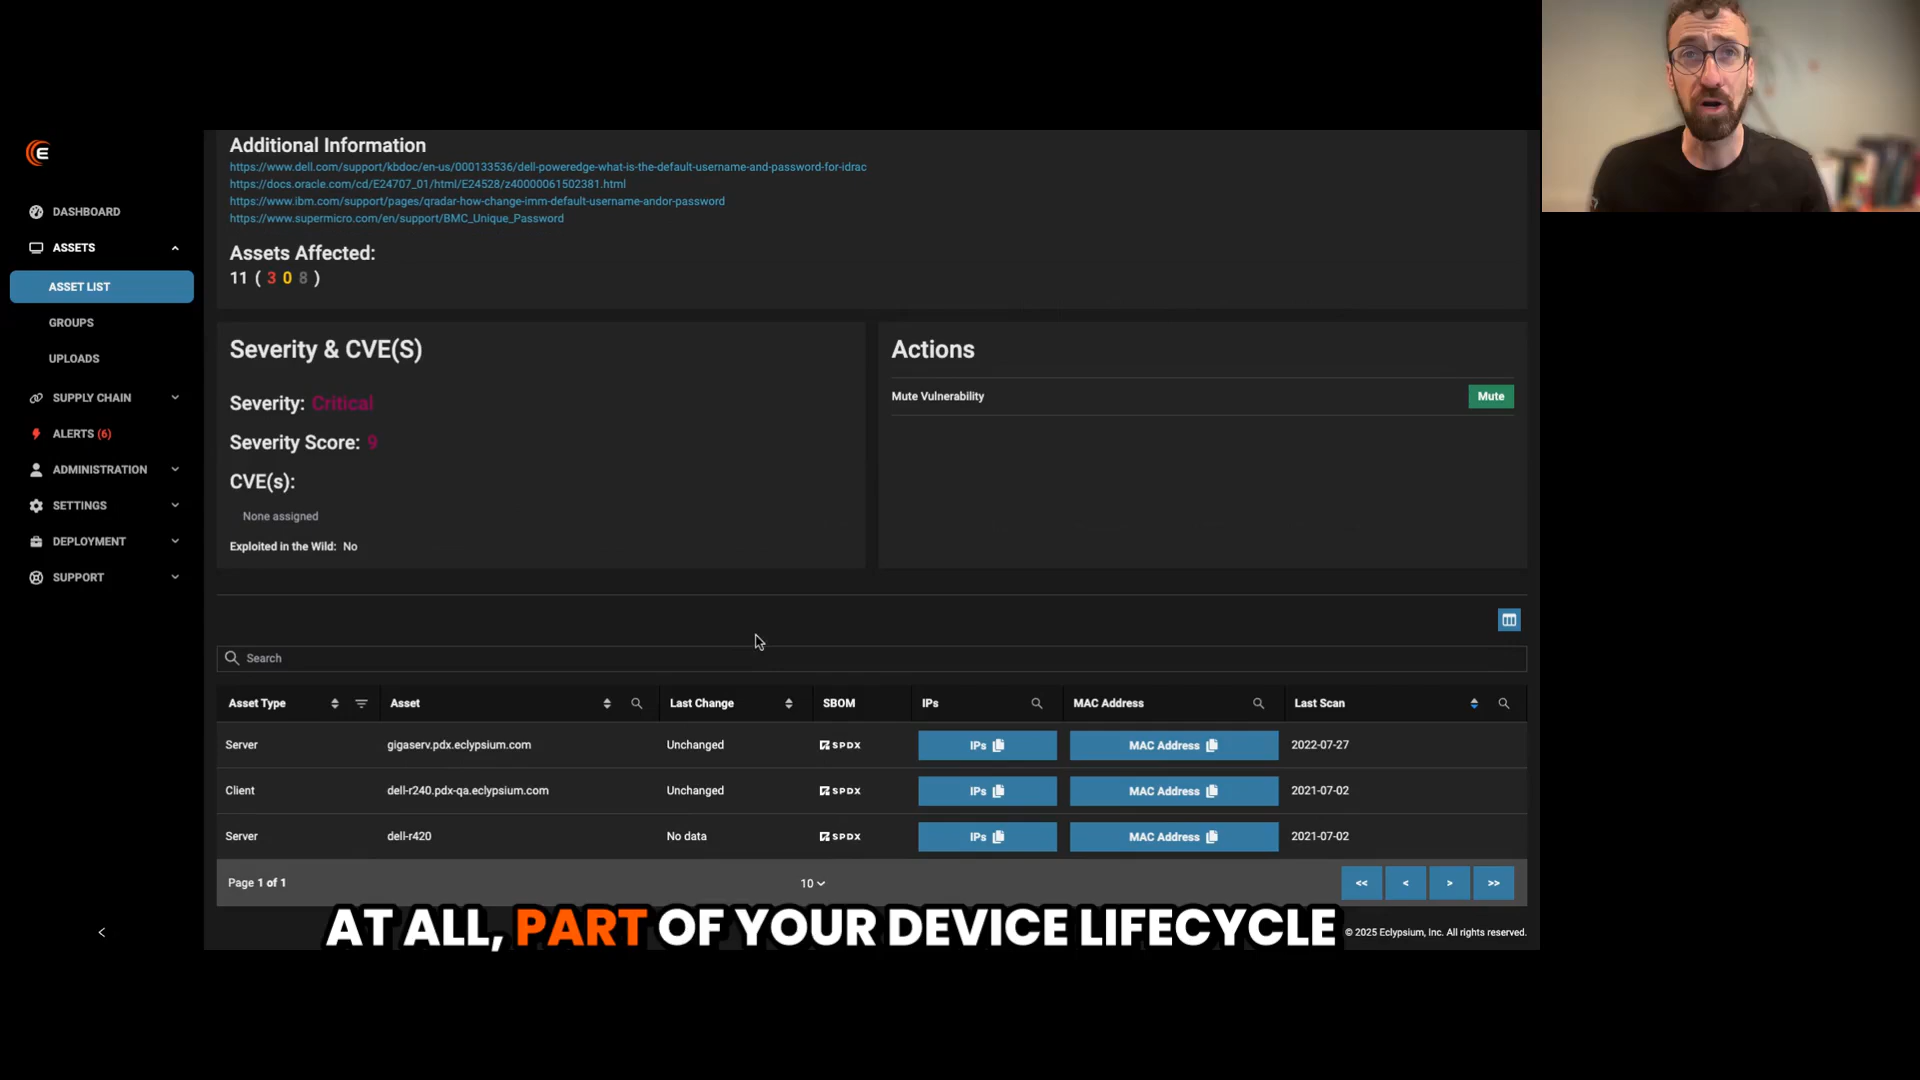 Additional Information
https://www.dell.com/support/kbdoc/en-us/000133536/dell-poweredge-what-is-the-default-username-and-password-for-idrac
https://docs.oracle.com/cd/E24707_01/html/E24528/z40000061502381.html
https://www.ibm.com/support/pages/qradar-how-change-imm-default-username-andor-password
https://www.supermicro.com/en/support/BMC_Unique_Password
Assets Affected:
11 ( 3 0 8 )
E
DASHBOARD
ASSETS
ASSET LIST
GROUPS
UPLOADS
SUPPLY CHAIN
ALERTS (6)
ADMINISTRATION
SETTINGS
DEPLOYMENT
SUPPORT
Severity & CVE(S)
Severity: Critical
Severity Score: 9
CVE(s):
None assigned
Exploited in the Wild: No
Actions
Mute Vulnerability Mute
Search
Asset Type Asset Last Change SBOM IPs MAC Address Last Scan
Server gigaserv.pdx.eclypsium.com Unchanged SPDX IPs MAC Address 2022-07-27
Client dell-r240.pdx-qa.eclypsium.com Unchanged SPDX IPs MAC Address 2021-07-02
Server dell-r420 No data SPDX IPs MAC Address 2021-07-02
Page 1 of 1 10 << < > >>
AT ALL, PART OF YOUR DEVICE LIFECYCLE
© 2025 Eclypsium, Inc. All rights reserved.